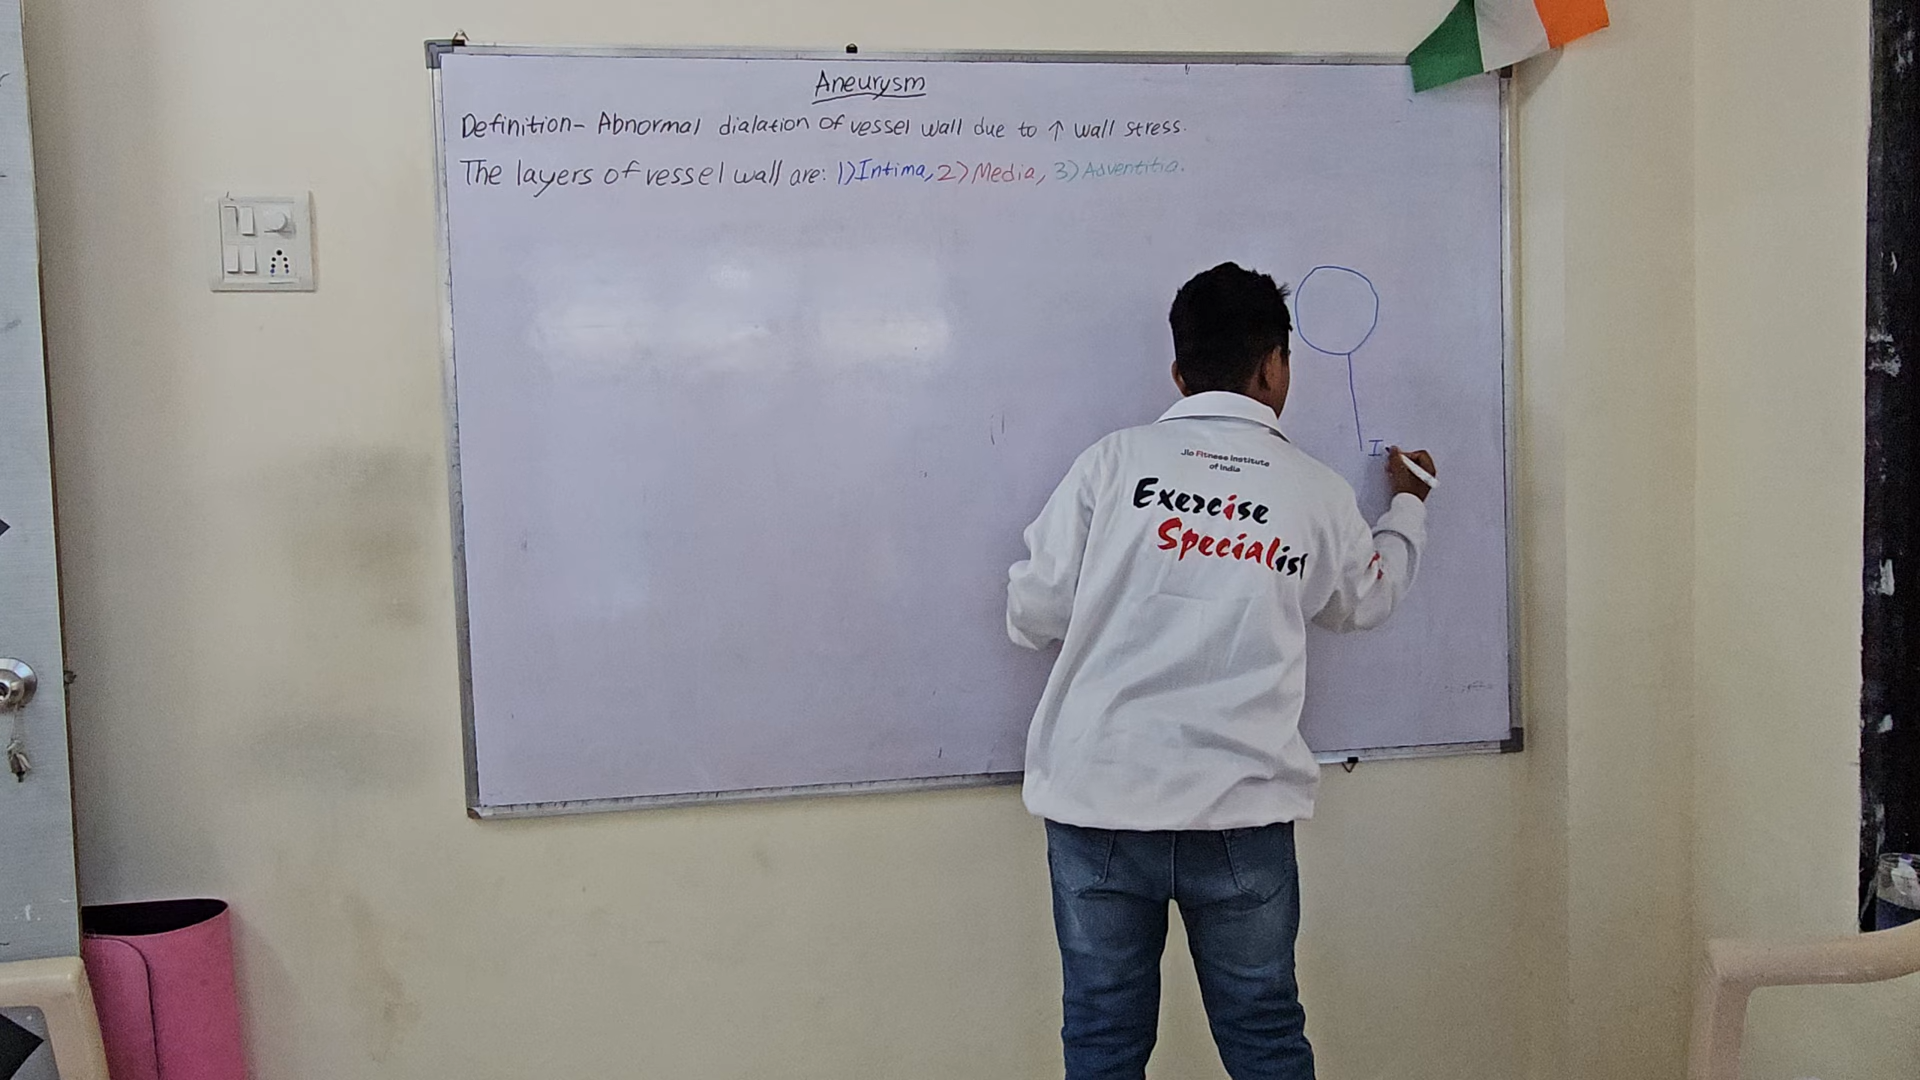 Aneurysm
Definition- Abnormal dialation of vessel wall due to ↑ wall stress.
The layers of vessel wall are: 1)Intima, 2)Media, 3)Adventitia.
I
Jio Fitness Institute
of India
Exercise
Specialist